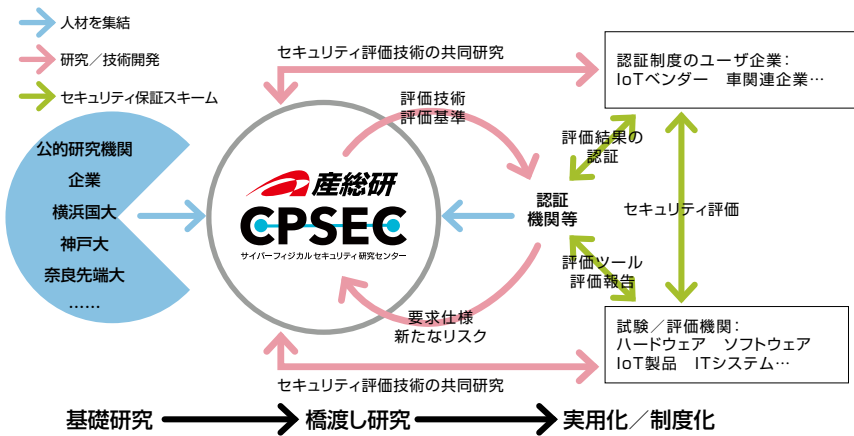 人材を集結
研究／技術開発
セキュリティ保証スキーム
公的研究機関
企業
横浜国大
神戸大
奈良先端大
……
セキュリティ評価技術の共同研究
評価技術
評価基準
産総研
CPSEC
サイバーフィジカルセキュリティ研究センター
要求仕様
新たなリスク
セキュリティ評価技術の共同研究
認証
機関等
認証制度のユーザ企業：
IoTベンダー　車関連企業…
評価結果の
認証
セキュリティ評価
評価ツール
評価報告
試験／評価機関：
ハードウェア　ソフトウェア
IoT製品　ITシステム…
基礎研究
橋渡し研究
実用化／制度化